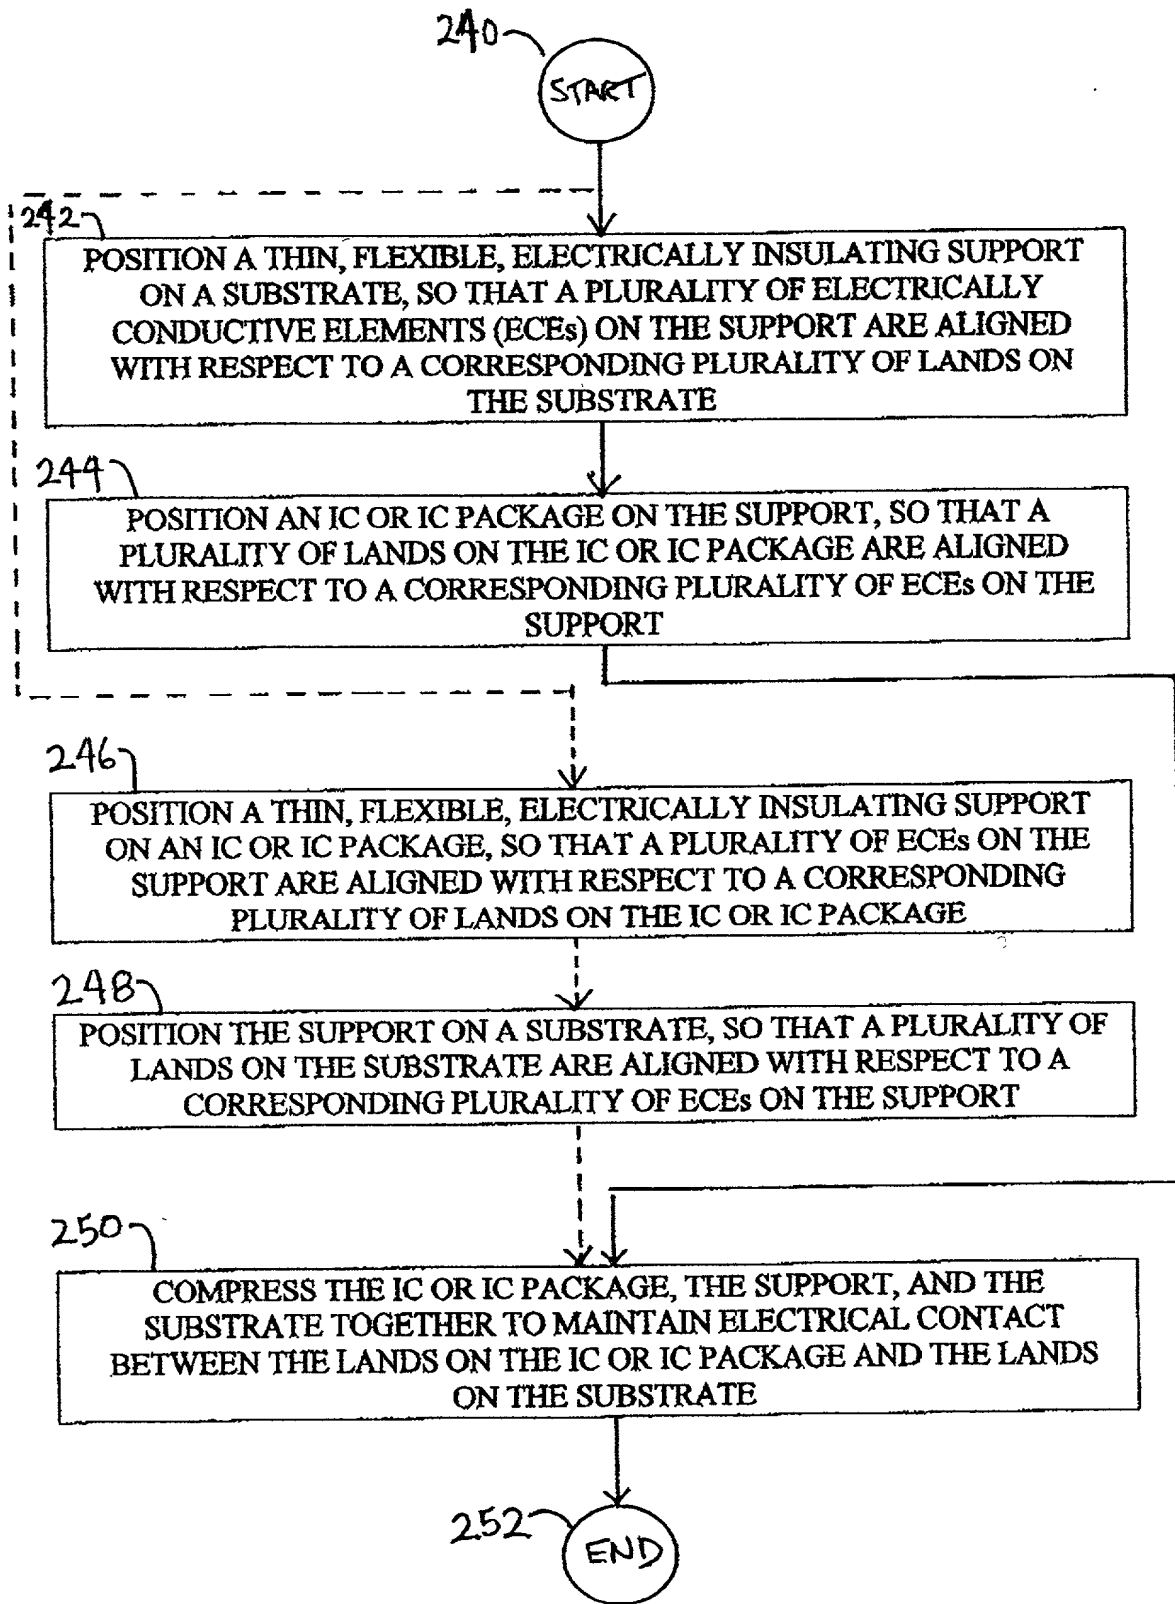 240
START
242
POSITION A THIN, FLEXIBLE, ELECTRICALLY INSULATING SUPPORT
ON A SUBSTRATE, SO THAT A PLURALITY OF ELECTRICALLY
CONDUCTIVE ELEMENTS (ECEs) ON THE SUPPORT ARE ALIGNED
WITH RESPECT TO A CORRESPONDING PLURALITY OF LANDS ON
THE SUBSTRATE
244
POSITION AN IC OR IC PACKAGE ON THE SUPPORT, SO THAT A
PLURALITY OF LANDS ON THE IC OR IC PACKAGE ARE ALIGNED
WITH RESPECT TO A CORRESPONDING PLURALITY OF ECEs ON THE
SUPPORT
246
POSITION A THIN, FLEXIBLE, ELECTRICALLY INSULATING SUPPORT
ON AN IC OR IC PACKAGE, SO THAT A PLURALITY OF ECEs ON THE
SUPPORT ARE ALIGNED WITH RESPECT TO A CORRESPONDING
PLURALITY OF LANDS ON THE IC OR IC PACKAGE
248
POSITION THE SUPPORT ON A SUBSTRATE, SO THAT A PLURALITY OF
LANDS ON THE SUBSTRATE ARE ALIGNED WITH RESPECT TO A
CORRESPONDING PLURALITY OF ECEs ON THE SUPPORT
250
COMPRESS THE IC OR IC PACKAGE, THE SUPPORT, AND THE
SUBSTRATE TOGETHER TO MAINTAIN ELECTRICAL CONTACT
BETWEEN THE LANDS ON THE IC OR IC PACKAGE AND THE LANDS
ON THE SUBSTRATE
252
END